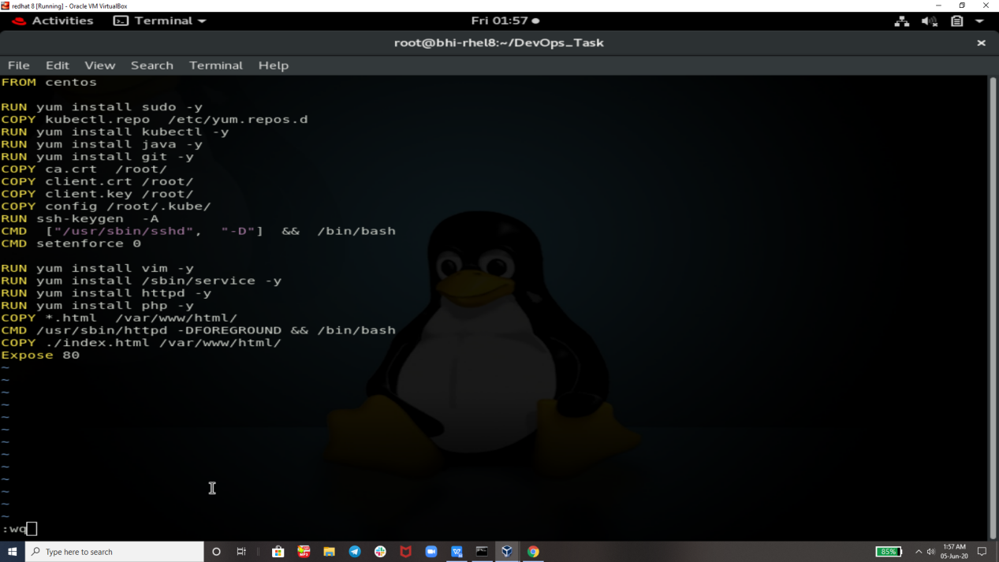 redhat 8 [Running] - Oracle VM VirtualBox
Activities Terminal Fri 01:57
root@bhi-rhel8:~/DevOps_Task
File Edit View Search Terminal Help
FROM centos
RUN yum install sudo -y
COPY kubectl.repo  /etc/yum.repos.d
RUN yum install kubectl -y
RUN yum install java -y
RUN yum install git -y
COPY ca.crt  /root/
COPY client.crt /root/
COPY client.key /root/
COPY config /root/.kube/
RUN ssh-keygen  -A
CMD  ["/usr/sbin/sshd",   "-D"]  &&  /bin/bash
CMD setenforce 0
RUN yum install vim -y
RUN yum install /sbin/service -y
RUN yum install httpd -y
RUN yum install php -y
COPY *.html  /var/www/html/
CMD /usr/sbin/httpd -DFOREGROUND && /bin/bash
COPY ./index.html /var/www/html/
Expose 80
~
~
~
~
~
~
~
~
~
~
~
~
~
:wq
Type here to search 85% 1:57 AM
05-Jun-20